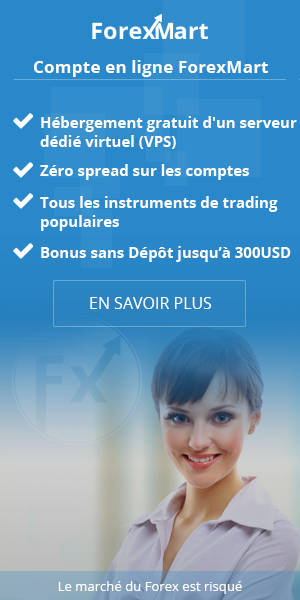 ForexMart
Compte en ligne ForexMart
Hébergement gratuit d'un serveur
dédié virtuel (VPS)
Zéro spread sur les comptes
Tous les instruments de trading
populaires
Bonus sans Dépôt jusqu’à 300USD
EN SAVOIR PLUS
Fx
Le marché du Forex est risqué